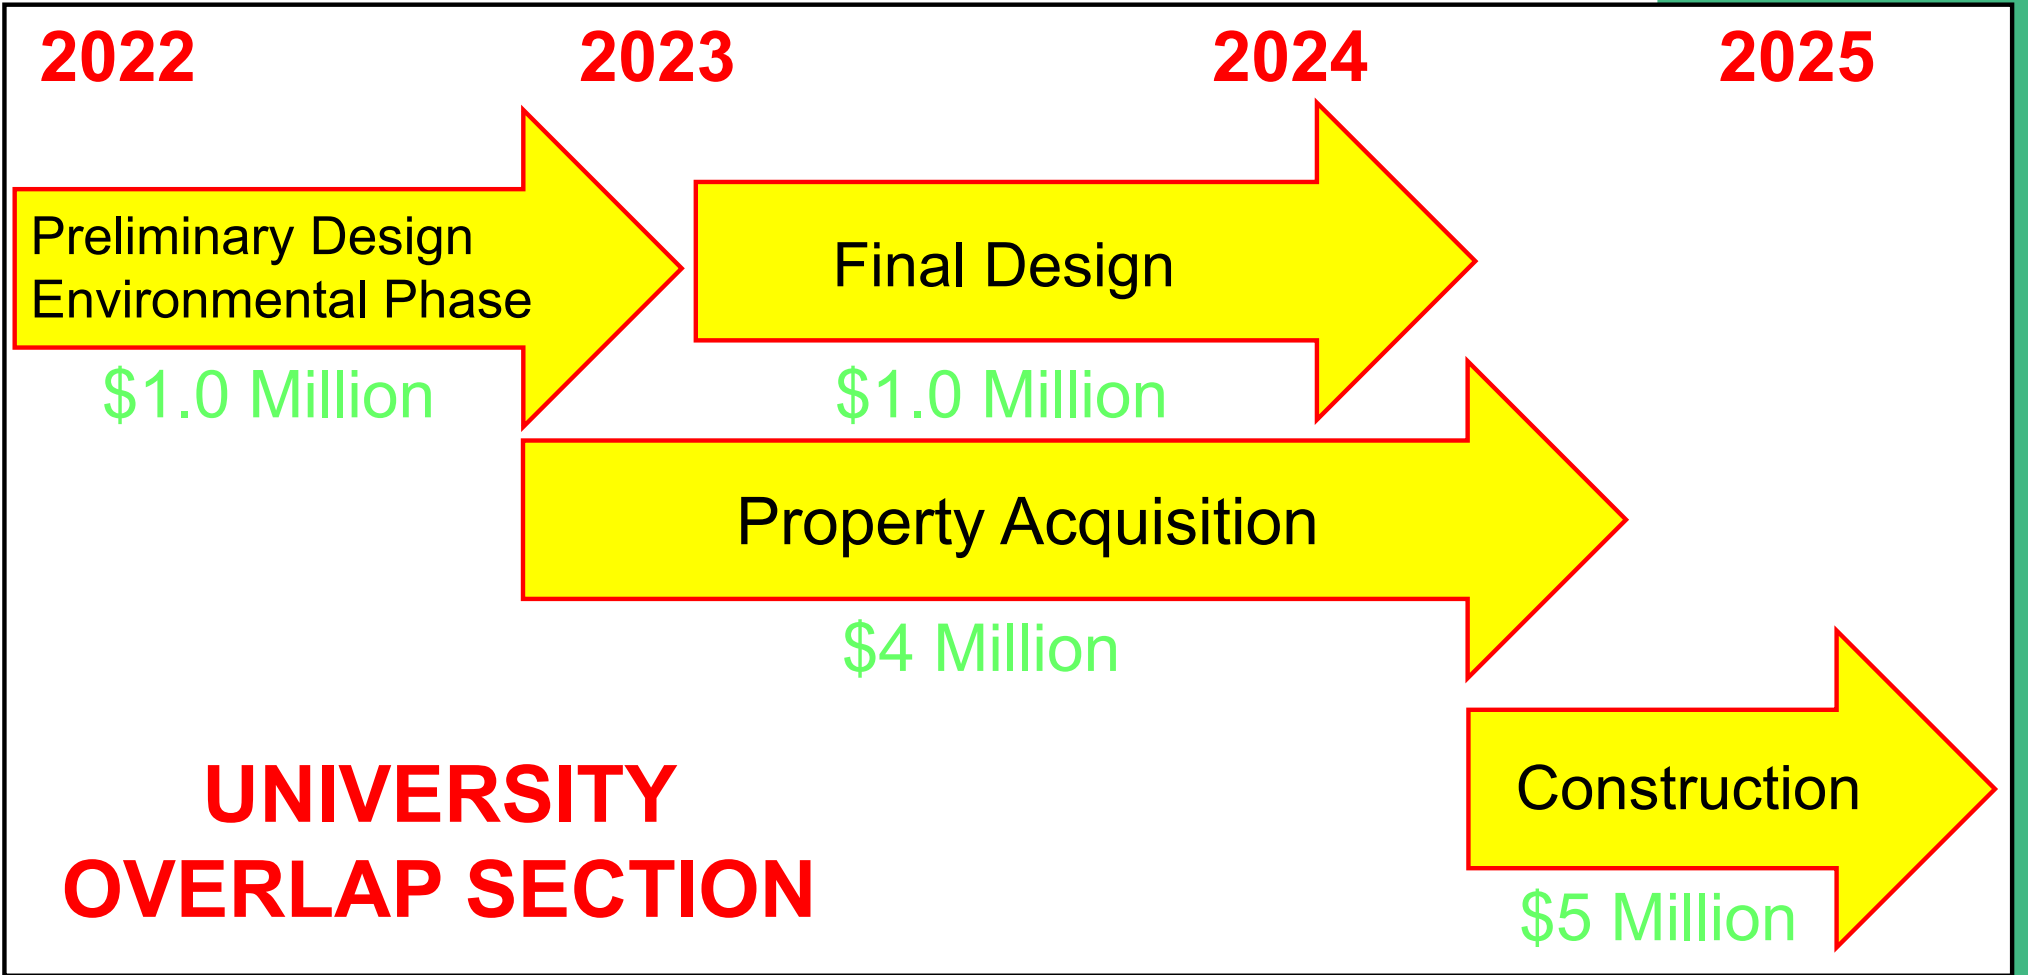 2022 2023 2024 2025
Preliminary Design
Environmental Phase
$1.0 Million
Final Design
$1.0 Million
Property Acquisition
$4 Million
Construction
$5 Million
UNIVERSITY
OVERLAP SECTION